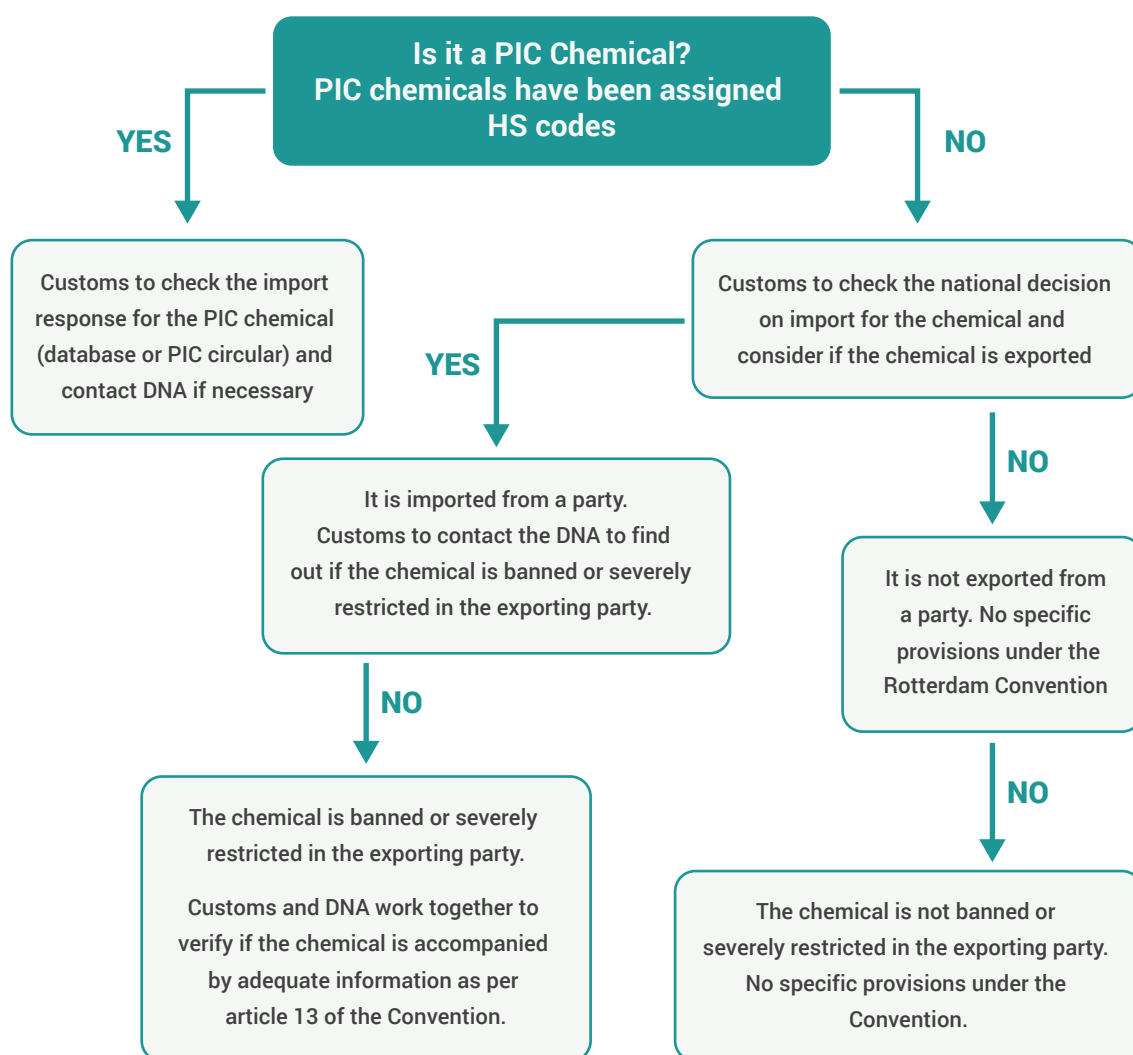 Is it a PIC Chemical?
PIC chemicals have been assigned
HS codes
YES
NO
Customs to check the import
response for the PIC chemical
(database or PIC circular) and
contact DNA if necessary
Customs to check the national decision
on import for the chemical and
consider if the chemical is exported
YES
NO
It is imported from a party.
Customs to contact the DNA to find
out if the chemical is banned or severely
restricted in the exporting party.
It is not exported from
a party. No specific
provisions under the
Rotterdam Convention
NO
NO
The chemical is banned or severely
restricted in the exporting party.
Customs and DNA work together to
verify if the chemical is accompanied
by adequate information as per
article 13 of the Convention.
The chemical is not banned or
severely restricted in the exporting party.
No specific provisions under the
Convention.